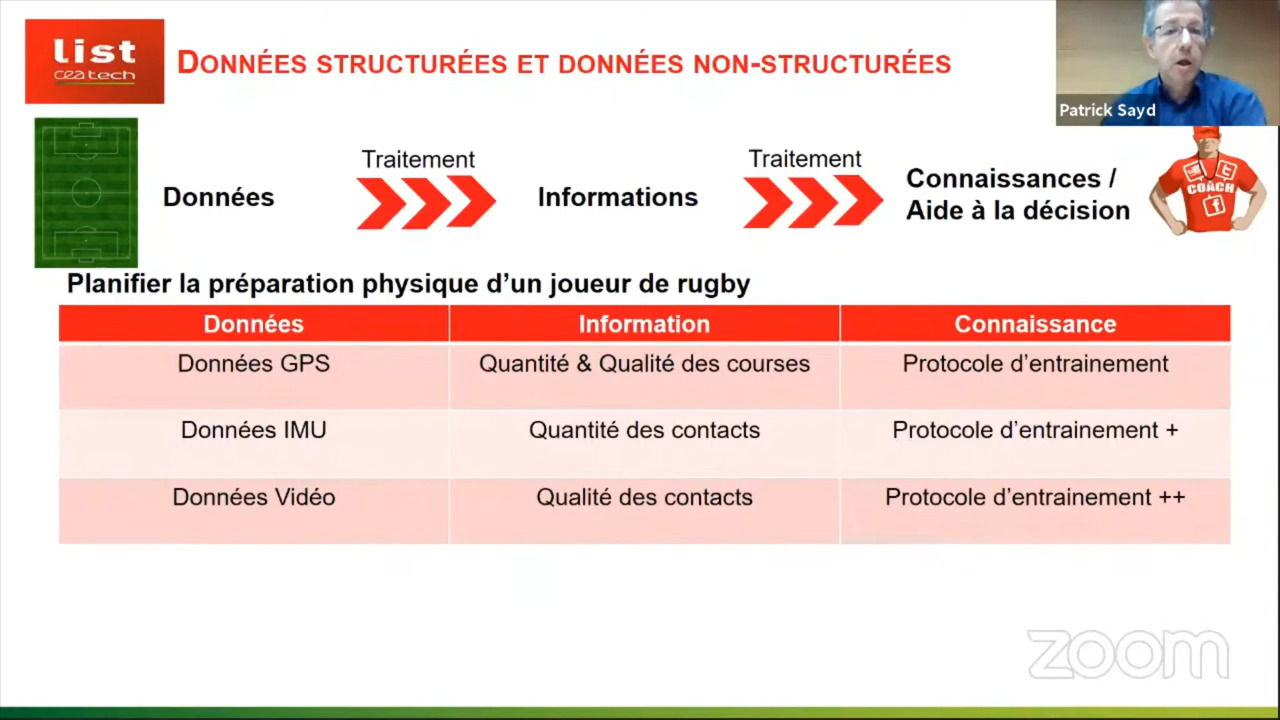 list
ceatech
DONNÉES STRUCTURÉES ET DONNÉES NON-STRUCTURÉES
Patrick Sayd
Données
Traitement
Informations
Traitement
Connaissances /
Aide à la décision
COACH
Planifier la préparation physique d'un joueur de rugby
Données Information Connaissance
Données GPS Quantité & Qualité des courses Protocole d'entrainement
Données IMU Quantité des contacts Protocole d'entrainement +
Données Vidéo Qualité des contacts Protocole d'entrainement ++
zoom